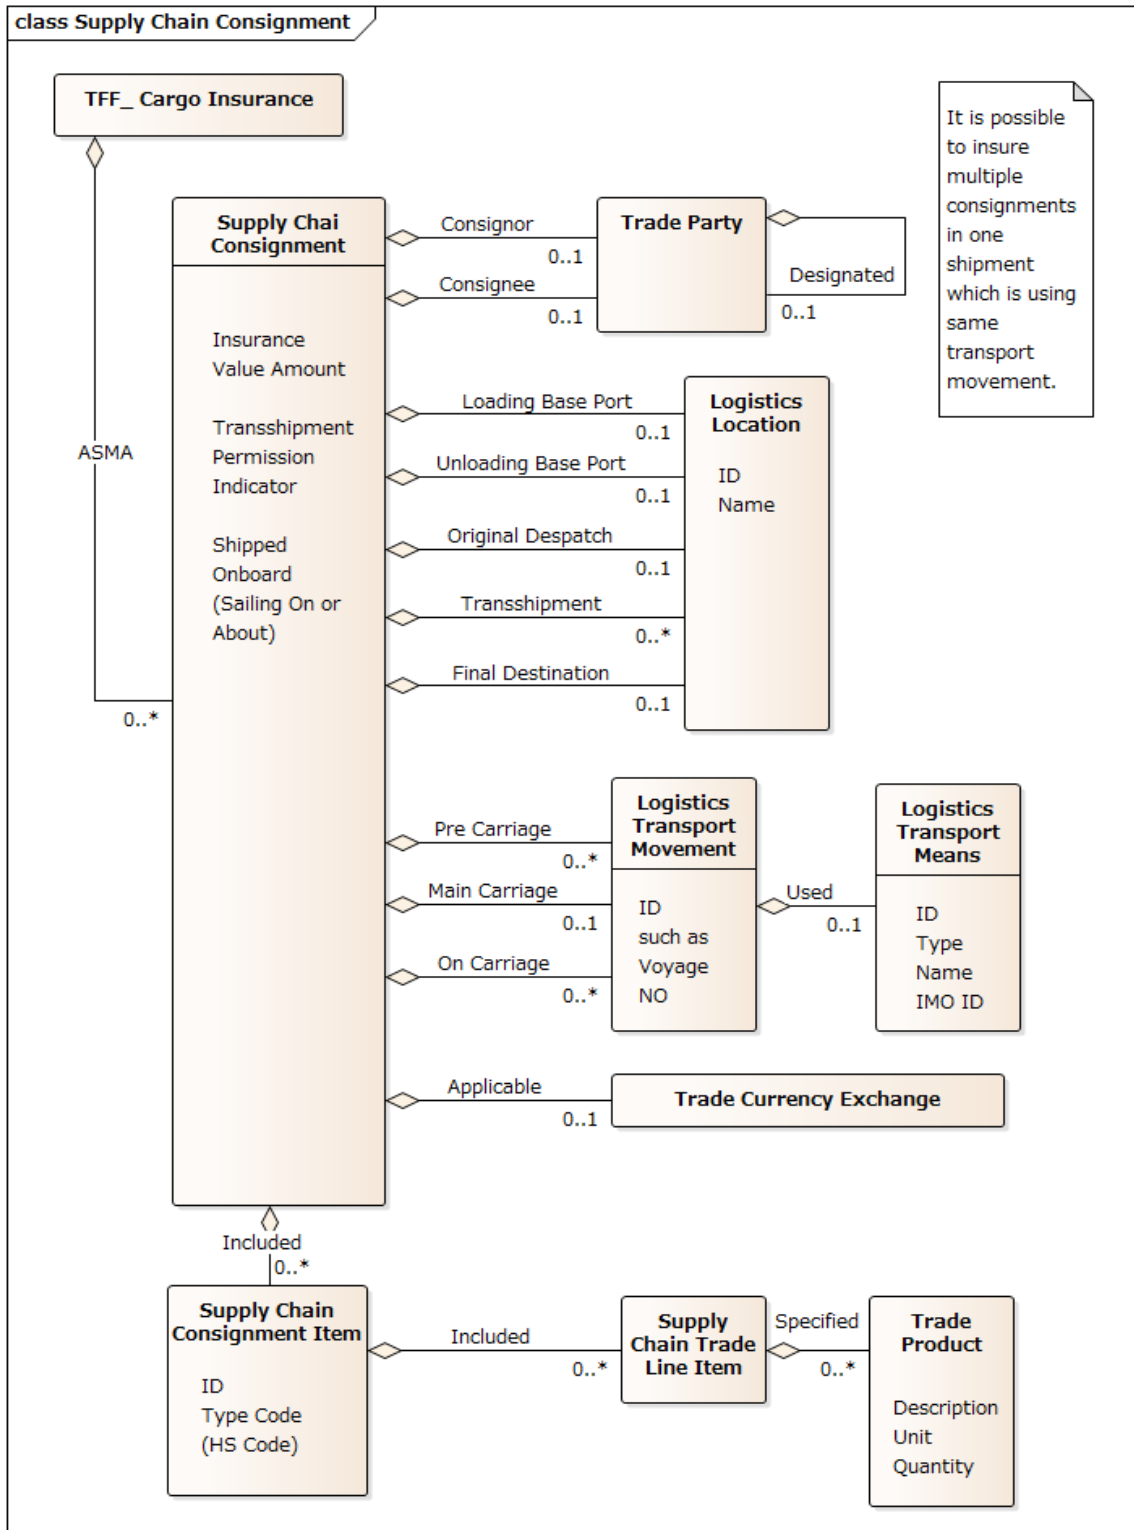 class Supply Chain Consignment
TFF_ Cargo Insurance
It is possible
to insure
multiple
consignments
in one
shipment
which is using
same
transport
movement.
ASMA
0..*
Supply Chai
Consignment
Insurance
Value Amount
Transshipment
Permission
Indicator
Shipped
Onboard
(Sailing On or
About)
Consignor
0..1
Consignee
0..1
Trade Party
Designated
0..1
Loading Base Port
0..1
Unloading Base Port
0..1
Original Despatch
0..1
Transshipment
0..*
Final Destination
0..1
Logistics
Location
ID
Name
Pre Carriage
0..*
Main Carriage
0..1
On Carriage
0..*
Logistics
Transport
Movement
ID
such as
Voyage
NO
Used
0..1
Logistics
Transport
Means
ID
Type
Name
IMO ID
Applicable
0..1
Trade Currency Exchange
Included
0..*
Supply Chain
Consignment Item
ID
Type Code
(HS Code)
Included
0..*
Supply
Chain Trade
Line Item
Specified
0..*
Trade
Product
Description
Unit
Quantity